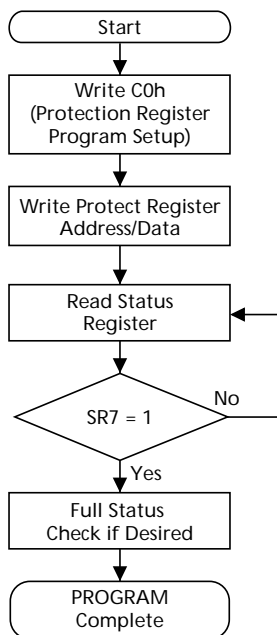 Start
Write C0h
(Protection Register
Program Setup)
Write Protect Register
Address/Data
Read Status
Register
SR7 = 1
No
Yes
Full Status
Check if Desired
PROGRAM
Complete